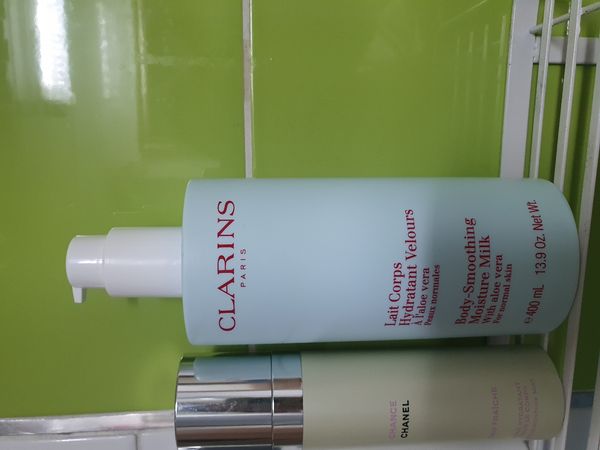 CLARINS
PARIS
Lait Corps
Hydratant Velours
A l'aloe vera
Peaux normales
Body-Smoothing
Moisture Milk
With aloe vera
For normal skin
℮400 mL 13.9 Oz. Net Wt.
CHANCE
CHANEL